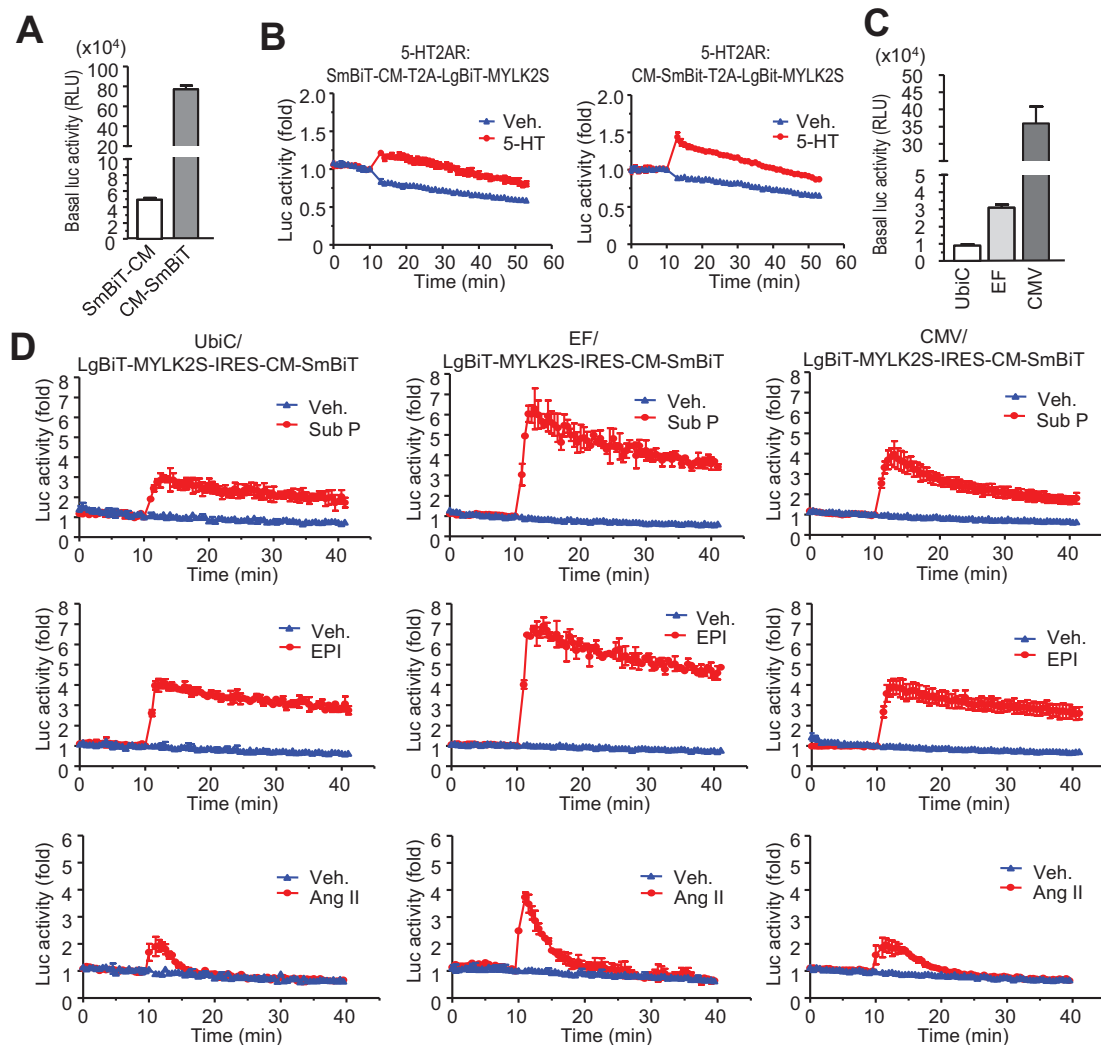 A
(x10⁴)
Basal luc activity (RLU)
100
80
60
40
20
10
8
6
4
2
0
SmBiT-CM
CM-SmBiT
B
5-HT2AR:
SmBiT-CM-T2A-LgBiT-MYLK2S
Luc activity (fold)
2.0
1.5
1.0
0.5
0
Veh.
5-HT
0 10 20 30 40 50 60
Time (min)
5-HT2AR:
CM-SmBit-T2A-LgBit-MYLK2S
Luc activity (fold)
2.0
1.5
1.0
0.5
0
Veh.
5-HT
0 10 20 30 40 50 60
Time (min)
C
(x10⁴)
Basal luc activity (RLU)
50
45
35
25
15
5
4
3
2
1
0
UbiC
EF
CMV
D
UbiC/
LgBiT-MYLK2S-IRES-CM-SmBiT
Luc activity (fold)
8
7
6
5
4
3
2
1
0
Veh.
Sub P
0 10 20 30 40
Time (min)
EF/
LgBiT-MYLK2S-IRES-CM-SmBiT
Luc activity (fold)
8
7
6
5
4
3
2
1
0
Veh.
Sub P
0 10 20 30 40
Time (min)
CMV/
LgBiT-MYLK2S-IRES-CM-SmBiT
Luc activity (fold)
8
7
6
5
4
3
2
1
0
Veh.
Sub P
0 10 20 30 40
Time (min)
Luc activity (fold)
8
7
6
5
4
3
2
1
0
Veh.
EPI
0 10 20 30 40
Time (min)
Luc activity (fold)
8
7
6
5
4
3
2
1
0
Veh.
EPI
0 10 20 30 40
Time (min)
Luc activity (fold)
8
7
6
5
4
3
2
1
0
Veh.
EPI
0 10 20 30 40
Time (min)
Luc activity (fold)
6
5
4
3
2
1
0
Veh.
Ang II
0 10 20 30 40
Time (min)
Luc activity (fold)
6
5
4
3
2
1
0
Veh.
Ang II
0 10 20 30 40
Time (min)
Luc activity (fold)
6
5
4
3
2
1
0
Veh.
Ang II
0 10 20 30 40
Time (min)